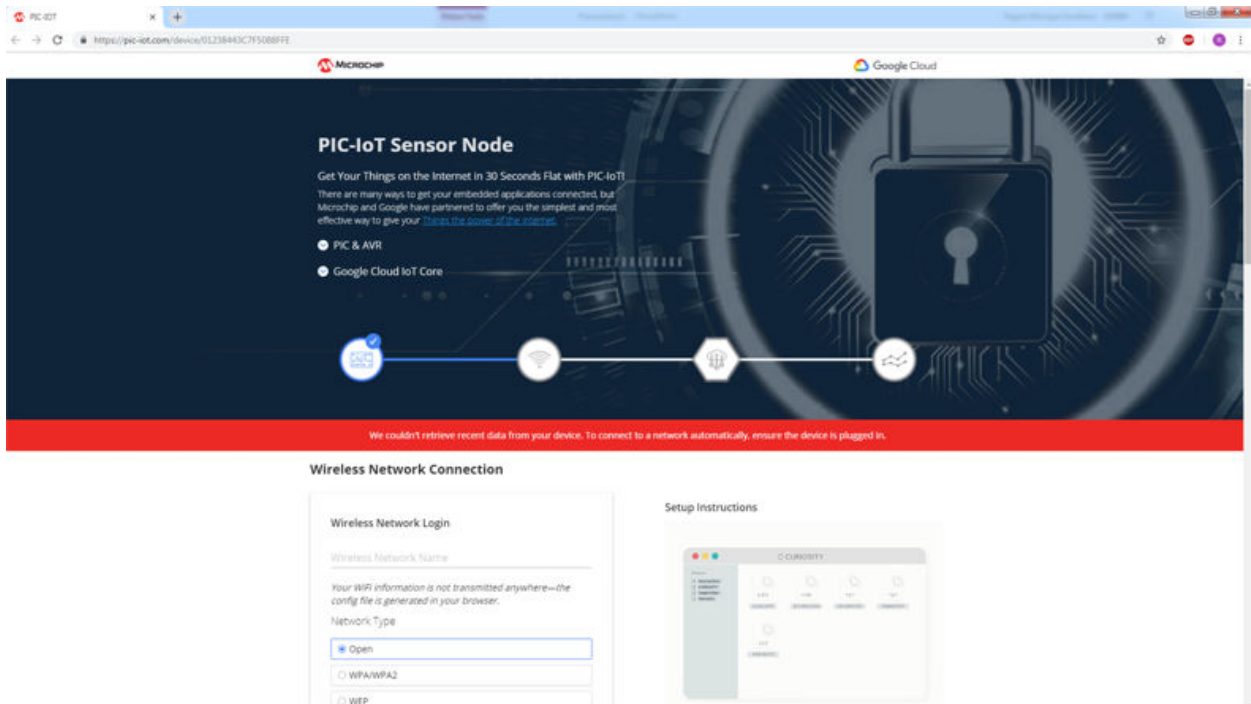 PIC-IOT
https://pic-iot.com/device/01238443C7F5088FFE
MICROCHIP
Google Cloud
PIC-IoT Sensor Node
Get Your Things on the Internet in 30 Seconds Flat with PIC-IoT!
There are many ways to get your embedded applications connected, but
Microchip and Google have partnered to offer you the simplest and most
effective way to give your Things the power of the internet.
PIC & AVR
Google Cloud IoT Core
We couldn't retrieve recent data from your device. To connect to a network automatically, ensure the device is plugged in.
Wireless Network Connection
Wireless Network Login
Wireless Network Name
Your WiFi information is not transmitted anywhere—the
config file is generated in your browser.
Network Type
Open
WPA/WPA2
WEP
Setup Instructions
CURIOSITY